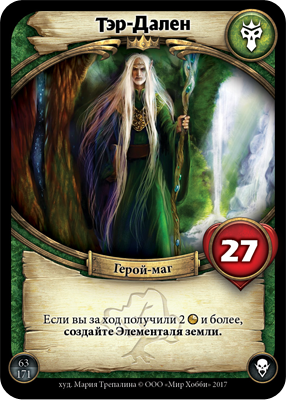 Тэр-Дален
27
Герой-маг
Если вы за ход получили 2 и более,
создайте Элементаля земли.
63
171
худ. Мария Трепалина © ООО «Мир Хобби» 2017